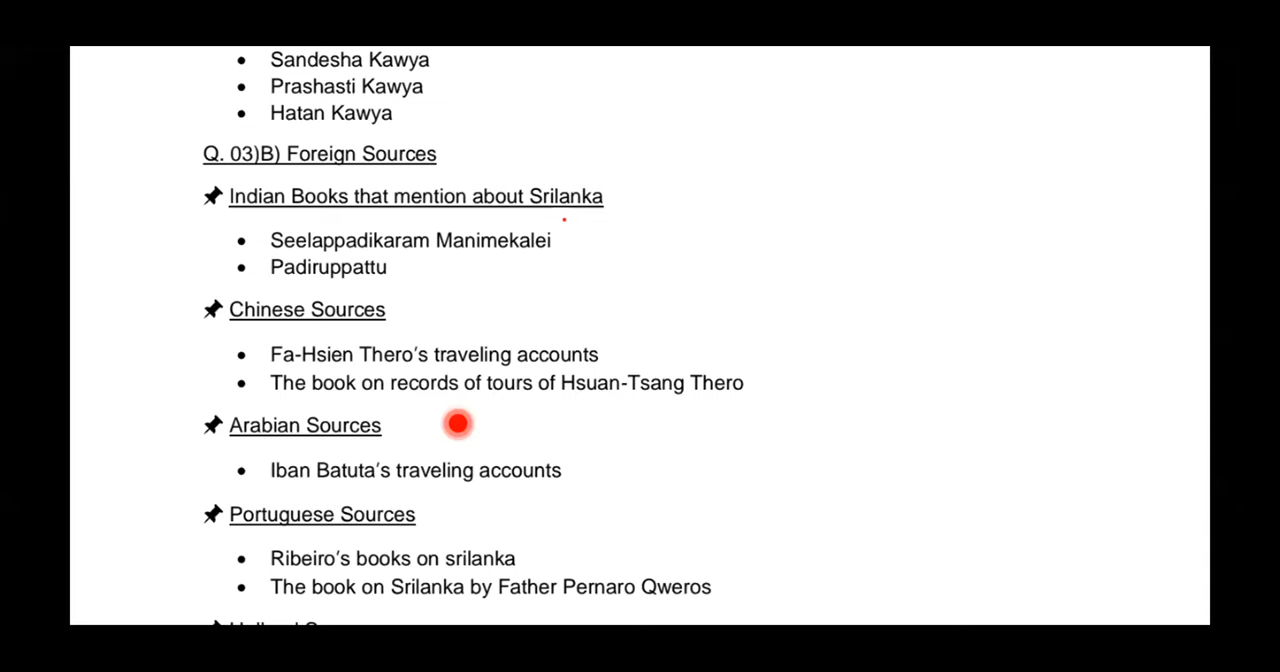 Sandesha Kawya
Prashasti Kawya
Hatan Kawya
Q. 03)B) Foreign Sources
Indian Books that mention about Srilanka
Seelappadikaram Manimekalei
Padiruppattu
Chinese Sources
Fa-Hsien Thero's traveling accounts
The book on records of tours of Hsuan-Tsang Thero
Arabian Sources
Iban Batuta's traveling accounts
Portuguese Sources
Ribeiro's books on srilanka
The book on Srilanka by Father Pernaro Qweros